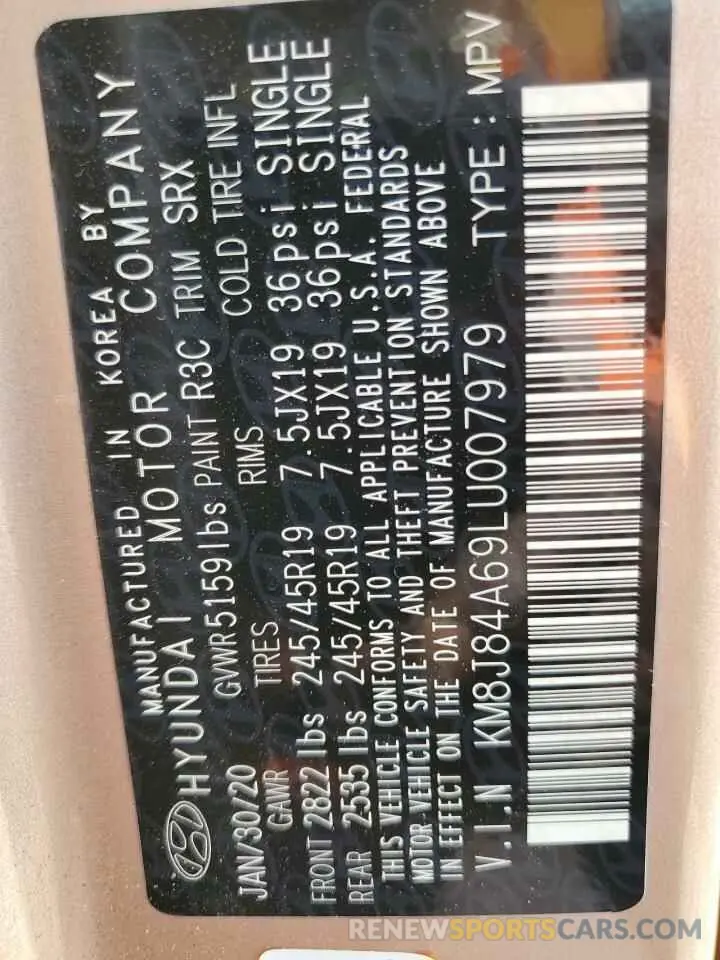 MANUFACTURED IN KOREA BY
HYUNDAI MOTOR COMPANY
JAN/30/20 GVWR5159lbs PAINT R3C TRIM SRX
GAWR TIRES RIMS COLD TIRE INFL
FRONT 2822 lbs 245/45R19 7.5JX19 36psi SINGLE
REAR 2535 lbs 245/45R19 7.5JX19 36psi SINGLE
THIS VEHICLE CONFORMS TO ALL APPLICABLE U.S.A. FEDERAL
MOTOR VEHICLE SAFETY AND THEFT PREVENTION STANDARDS
IN EFFECT ON THE DATE OF MANUFACTURE SHOWN ABOVE
V.I.N KM8J84A69LU007979 TYPE : MPV
RENEWSPORTSCARS.COM